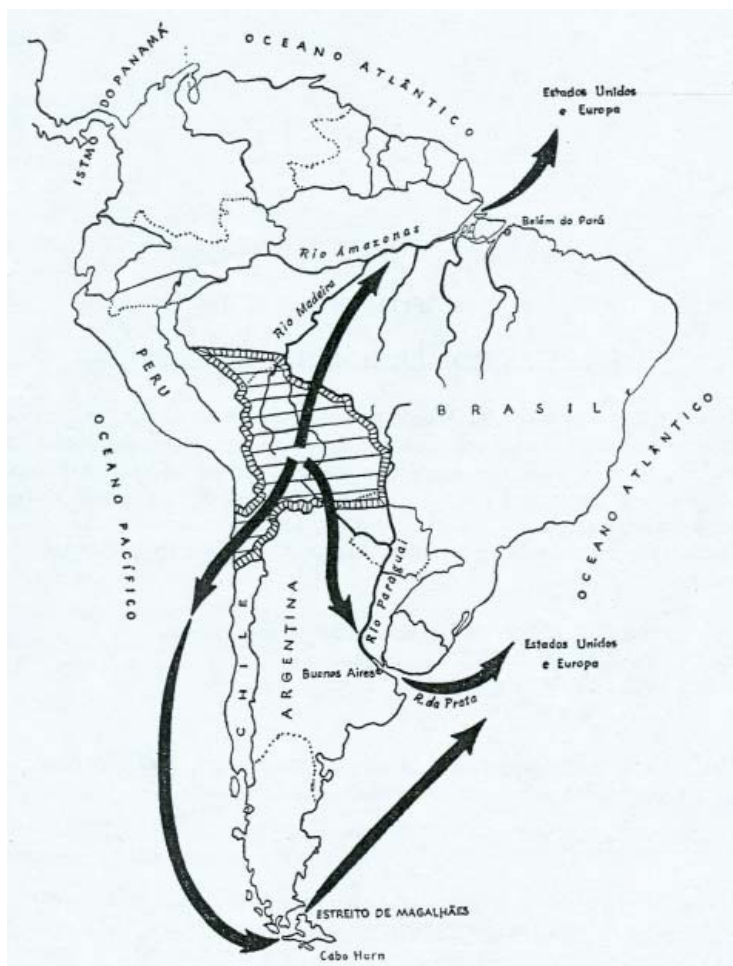 OCEANO ATLÂNTICO
ISTMO DO PANAMÁ
Estados Unidos
e Europa
Belém do Pará
Rio Amazonas
Rio Madeira
PERU
BRASIL
OCEANO PACÍFICO
OCEANO ATLÂNTICO
Rio Paraguai
CHILE
ARGENTINA
Estados Unidos
e Europa
Buenos Aires
R. da Prata
ESTREITO DE MAGALHÃES
Cabo Horn